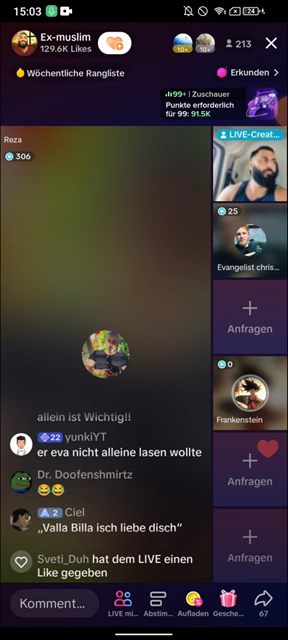 15:03
24
Ex-muslim
129.6K Likes
10+
10+
213
Wöchentliche Rangliste
Erkunden >
99+ | Zuschauer
Punkte erforderlich
für 99: 91.5K
Reza
306
LIVE-Creat...
25
Evangelist chris...
Anfragen
0
Frankenstein
Anfragen
Anfragen
allein ist Wichtig!!
22 yunkiYT
er eva nicht alleine lasen wollte
Dr. Doofenshmirtz
😂😂
2 Ciel
„Valla Billa isch liebe disch“
Sveti_Duh hat dem LIVE einen
Like gegeben
Komment...
LIVE mi...
Abstim...
Aufladen
Gesche...
67